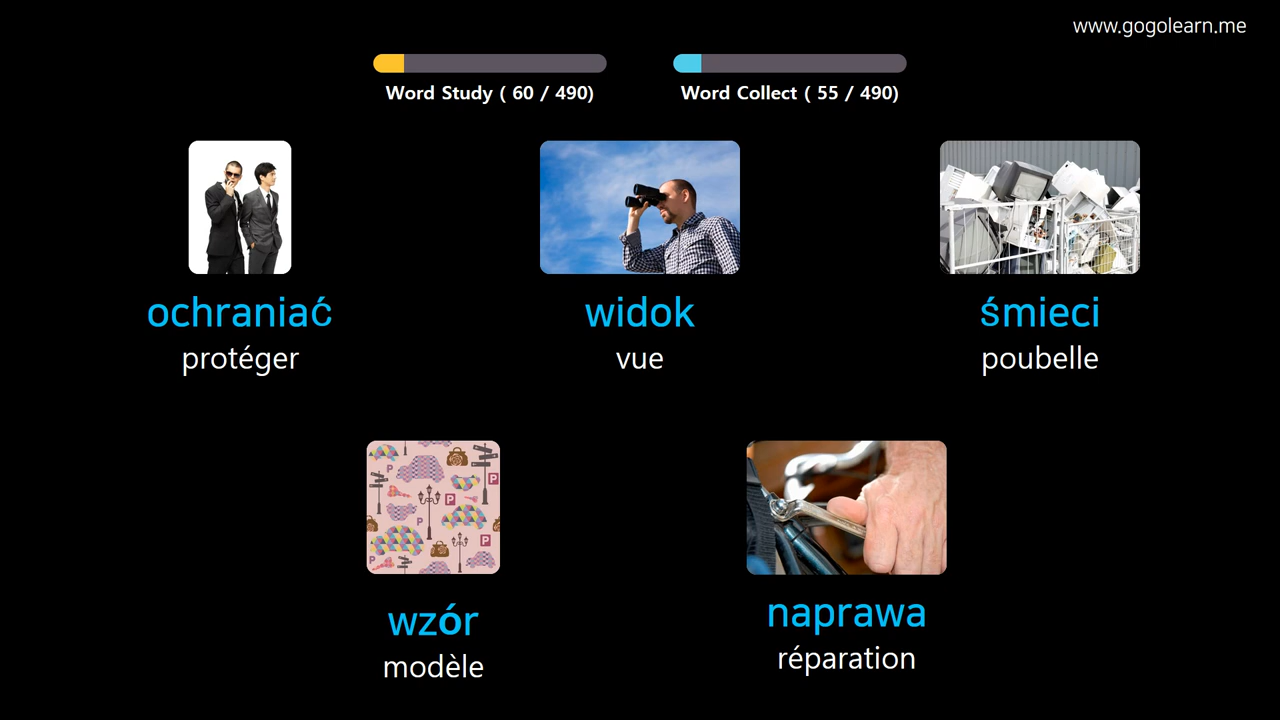 www.gogolearn.me
Word Study ( 60 / 490)
Word Collect ( 55 / 490)
ochraniać
protéger
widok
vue
śmieci
poubelle
wzór
modèle
naprawa
réparation